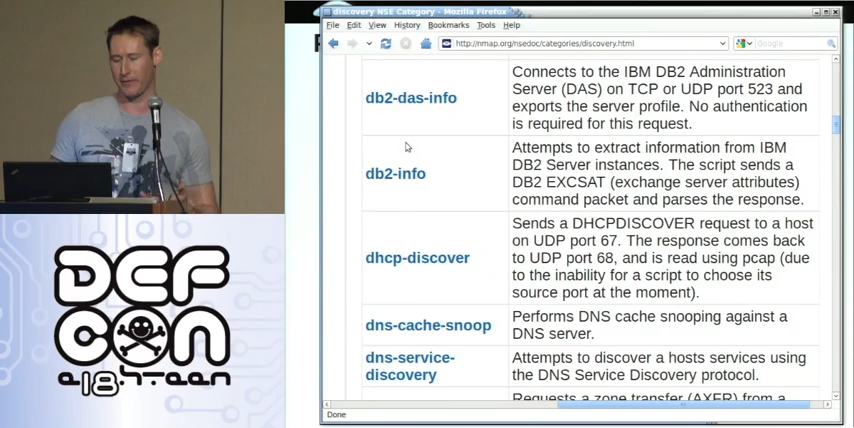 discovery NSE Category - Mozilla Firefox
File Edit View History Bookmarks Tools Help
http://nmap.org/nsedoc/categories/discovery.html
Google
db2-das-info
Connects to the IBM DB2 Administration
Server (DAS) on TCP or UDP port 523 and
exports the server profile. No authentication
is required for this request.
db2-info
Attempts to extract information from IBM
DB2 Server instances. The script sends a
DB2 EXCSAT (exchange server attributes)
command packet and parses the response.
dhcp-discover
Sends a DHCPDISCOVER request to a host
on UDP port 67. The response comes back
to UDP port 68, and is read using pcap (due
to the inability for a script to choose its
source port at the moment).
dns-cache-snoop
Performs DNS cache snooping against a
DNS server.
dns-service-
discovery
Attempts to discover a hosts services using
the DNS Service Discovery protocol.
Requests a zone transfer (AXFR) from a
Done
DEF
CON
e18hteen